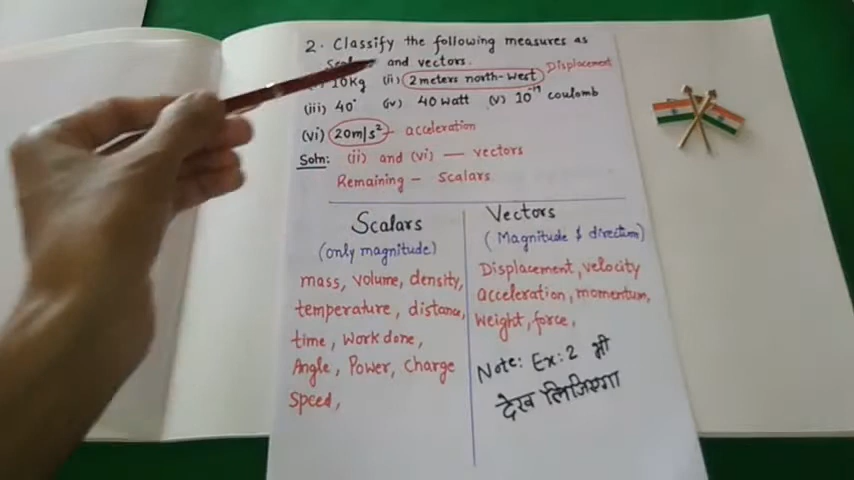 2. Classify the following measures as
and vectors.
10Kg (ii) 2 meters north-west Displacement
(iii) 40° (iv) 40 watt (v) 10⁻¹⁹ coulomb
(vi) 20m/s² - acceleration
Soln: (ii) and (vi) — vectors
Remaining - Scalars
Scalars
(only magnitude)
mass, volume, density,
temperature, distance,
time, Work done,
Angle, Power, Charge
Speed,
Vectors
(Magnitude & direction)
Displacement, velocity
acceleration, momentum,
Weight, force,
Note: Ex: 2 भी
देख लिजिएगा